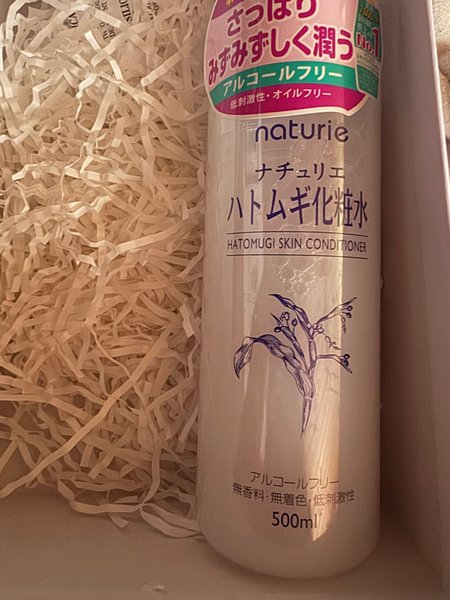 さっぱり
みずみずしく潤う
No.1
アルコールフリー
低刺激性・オイルフリー
naturie
ナチュリエ
ハトムギ化粧水
HATOMUGI SKIN CONDITIONER
アルコールフリー
無香料・無着色・低刺激性
500ml